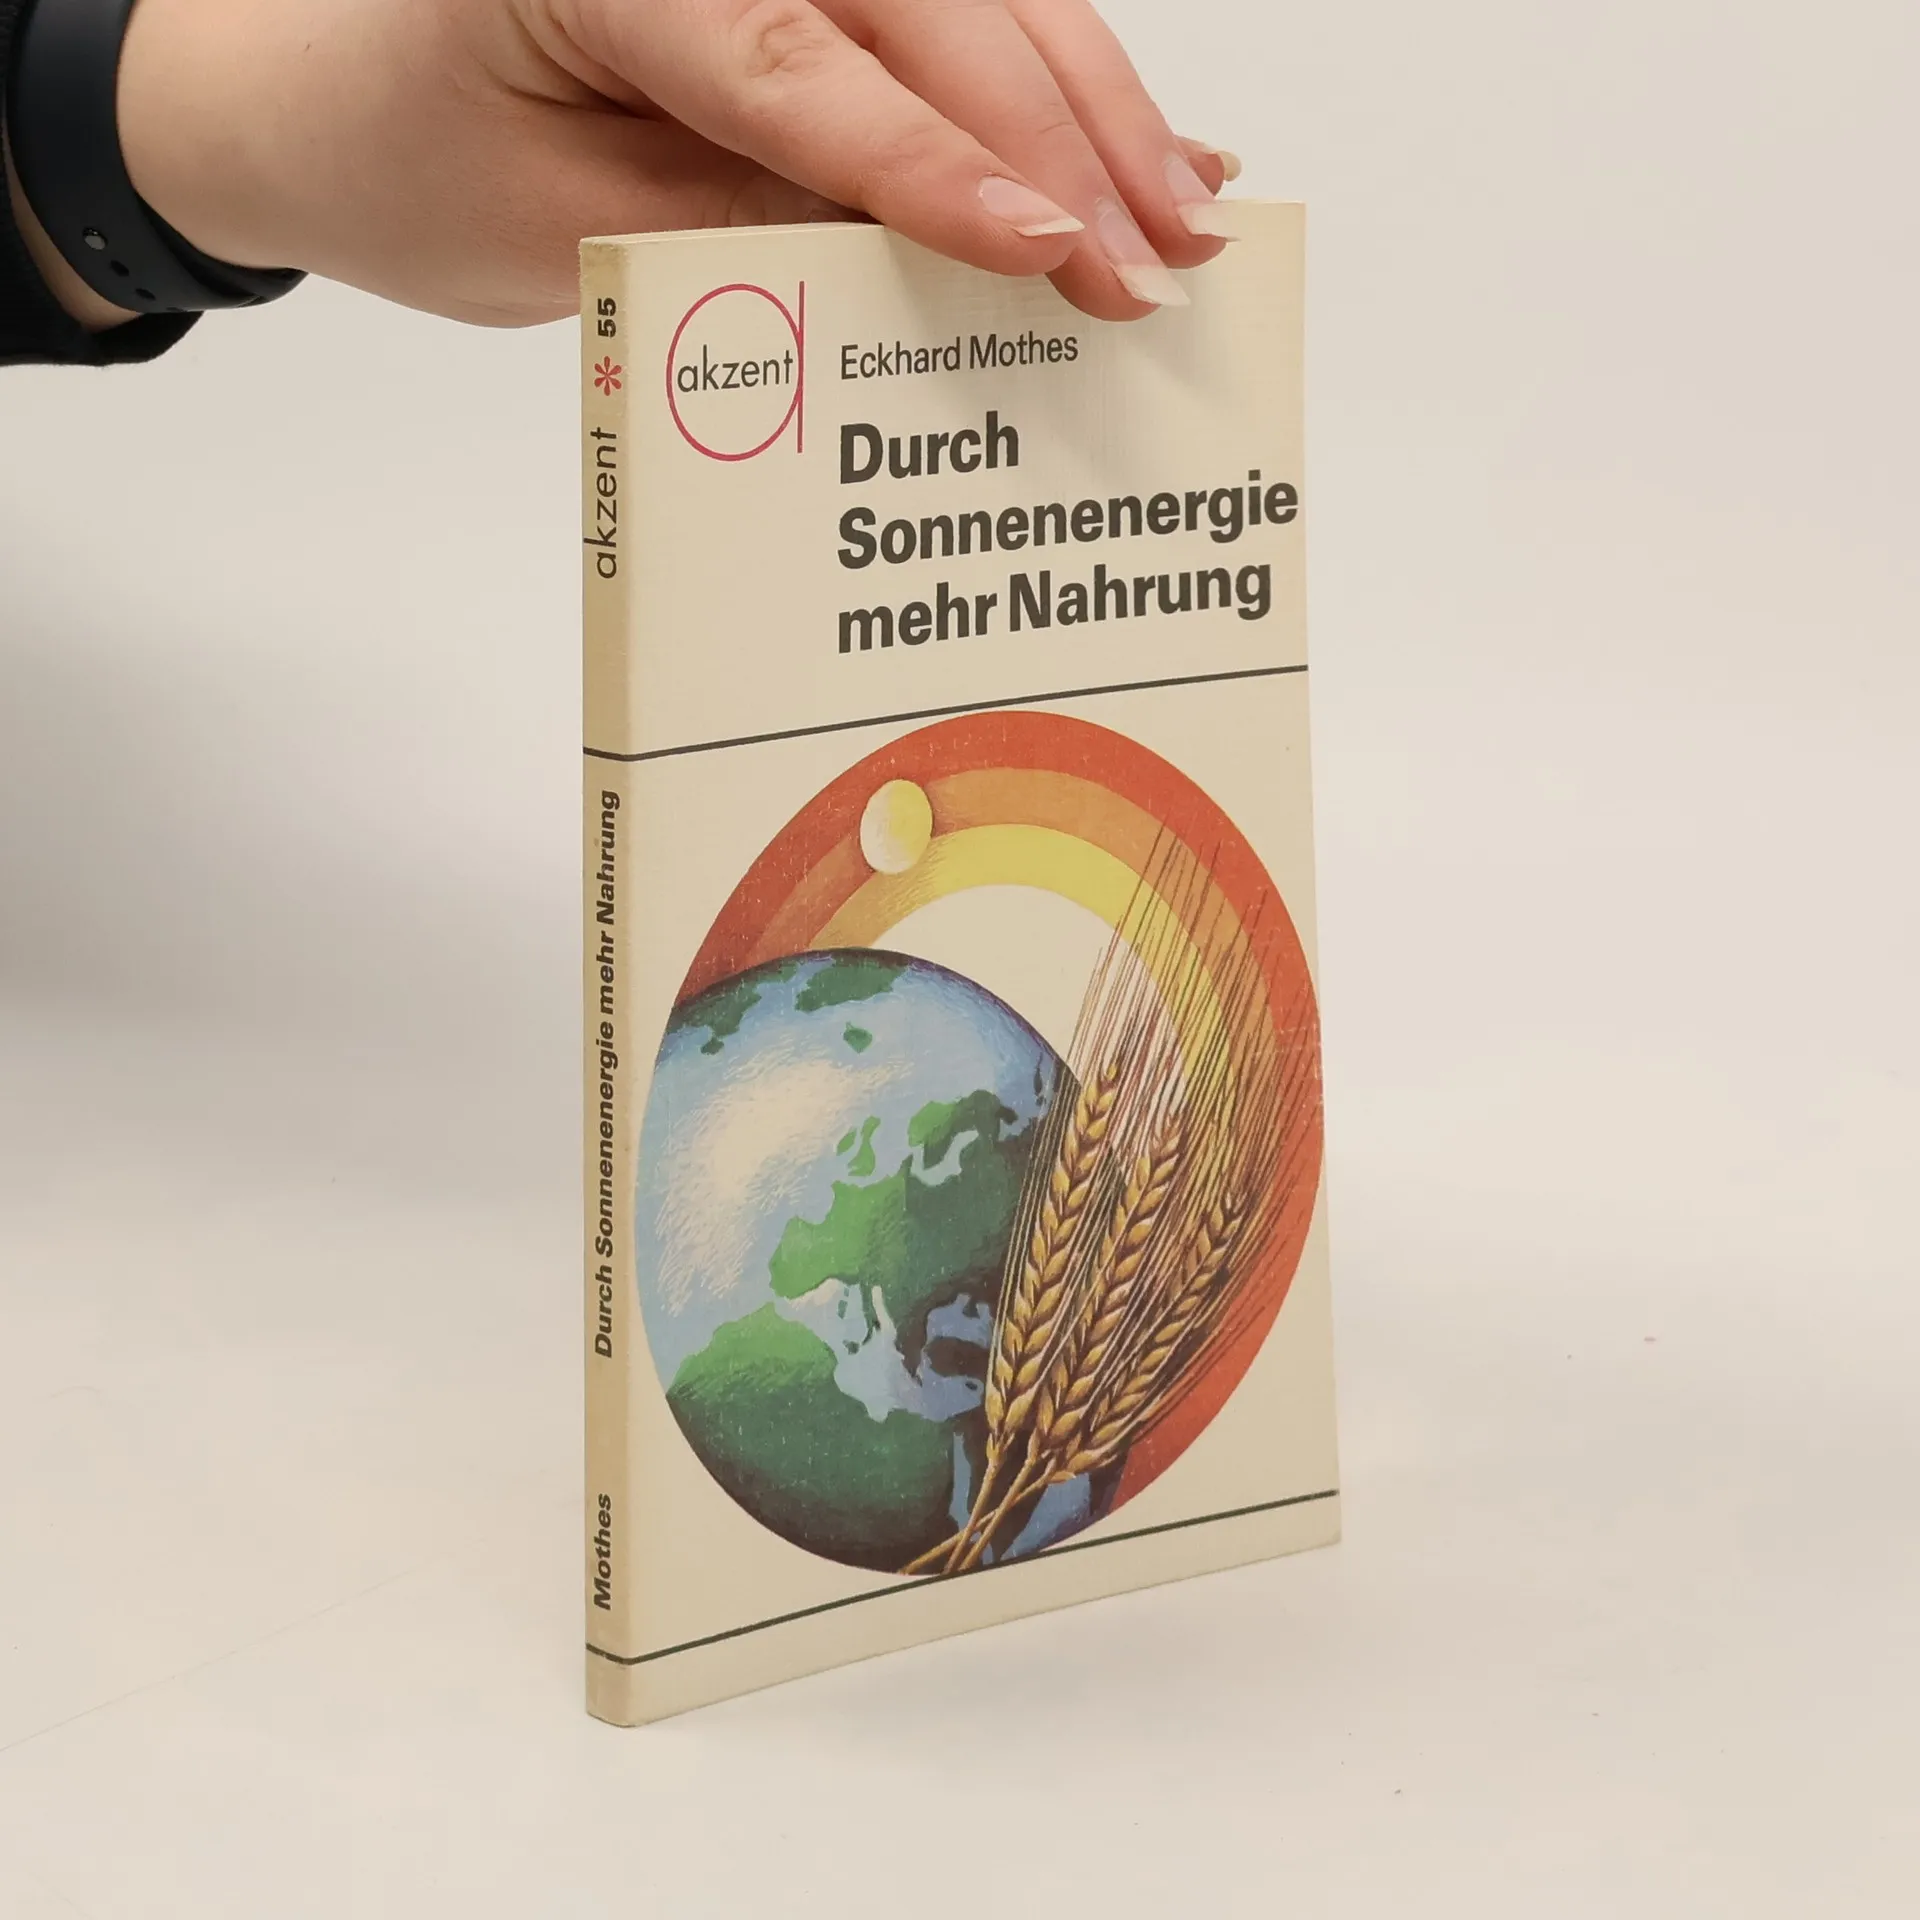 akzent
Eckhard Mothes
Durch
Sonnenenergie
mehr Nahrung
Mothes Durch Sonnenenergie mehr Nahrung akzent * 55